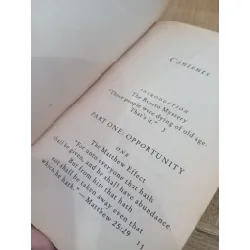 Contents
INTRODUCTION
The Roseto Mystery
"These people were dying of old age.
That's it." 3
PART ONE: OPPORTUNITY
ONE
The Matthew Effect
"For unto everyone that hath
shall be given, and he shall have abundance.
But from him that hath
not shall be taken away even that
which he hath." —Matthew 25:29
15